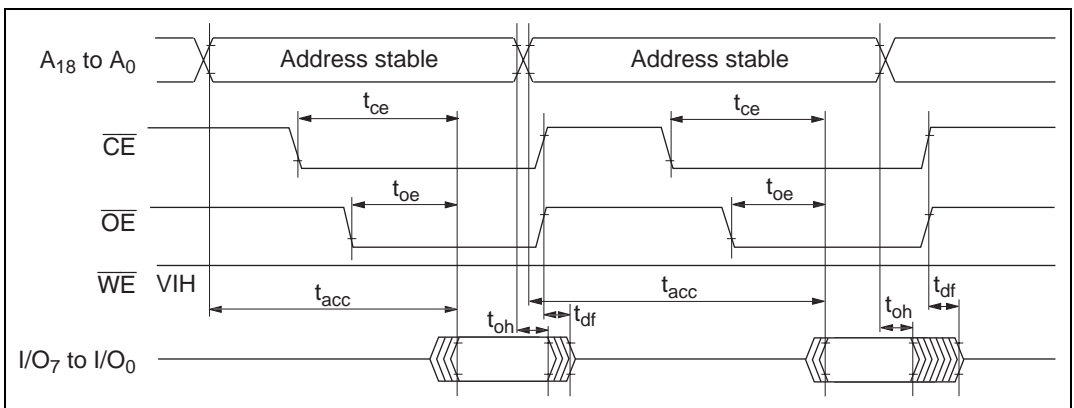 A18 to A0 Address stable Address stable
tce tce
CE
toe toe
OE
WE VIH
tacc tacc
toh tdf toh tdf
I/O7 to I/O0